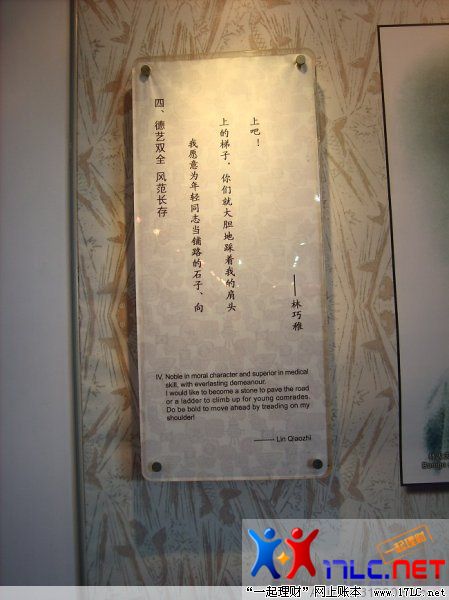 四、德艺双全 风范长存
我愿意为年轻同志当铺路的石子、向
上的梯子，你们就大胆地踩着我的肩头
上吧！
——林巧稚
IV. Noble in moral character and superior in medical
skill, with everlasting demeanour.
I would like to become a stone to pave the road
or a ladder to climb up for young comrades.
Do be bold to move ahead by treading on my
shoulder!
——— Lin Qiaozhi
一起理财
17LC.NET
“一起理财”网上账本 www.17LC.net